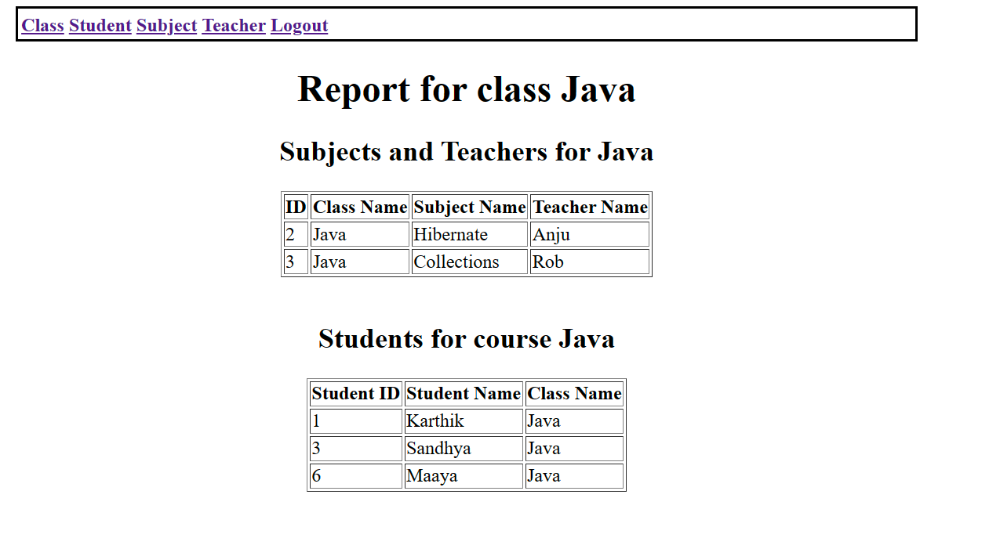 Class Student Subject Teacher Logout
Report for class Java
Subjects and Teachers for Java
ID Class Name Subject Name Teacher Name
2 Java Hibernate Anju
3 Java Collections Rob
Students for course Java
Student ID Student Name Class Name
1 Karthik Java
3 Sandhya Java
6 Maaya Java